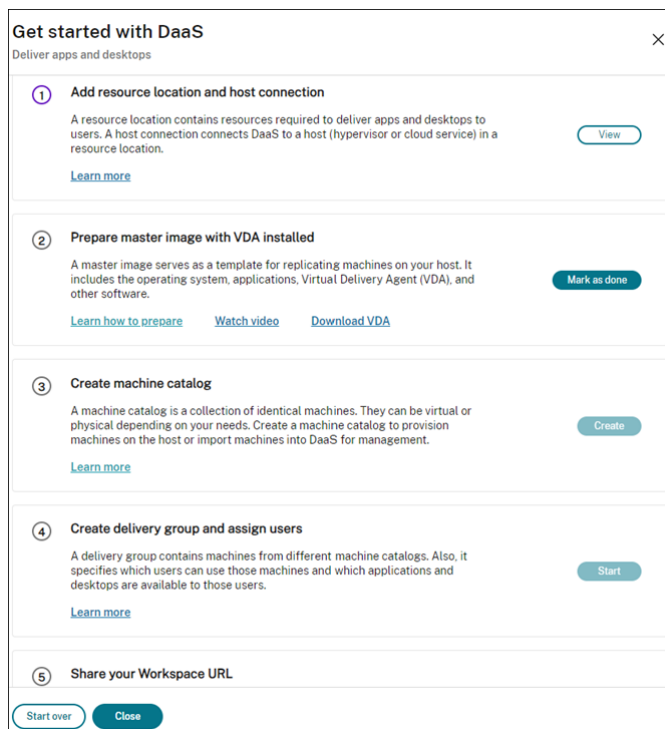 Get started with DaaS
Deliver apps and desktops
1
Add resource location and host connection
A resource location contains resources required to deliver apps and desktops to
users. A host connection connects DaaS to a host (hypervisor or cloud service) in a
resource location.
View
Learn more
2
Prepare master image with VDA installed
A master image serves as a template for replicating machines on your host. It
includes the operating system, applications, Virtual Delivery Agent (VDA), and
other software.
Mark as done
Learn how to prepare Watch video Download VDA
3
Create machine catalog
A machine catalog is a collection of identical machines. They can be virtual or
physical depending on your needs. Create a machine catalog to provision
machines on the host or import machines into DaaS for management.
Create
Learn more
4
Create delivery group and assign users
A delivery group contains machines from different machine catalogs. Also, it
specifies which users can use those machines and which applications and
desktops are available to those users.
Start
Learn more
5
Share your Workspace URL
Start over Close